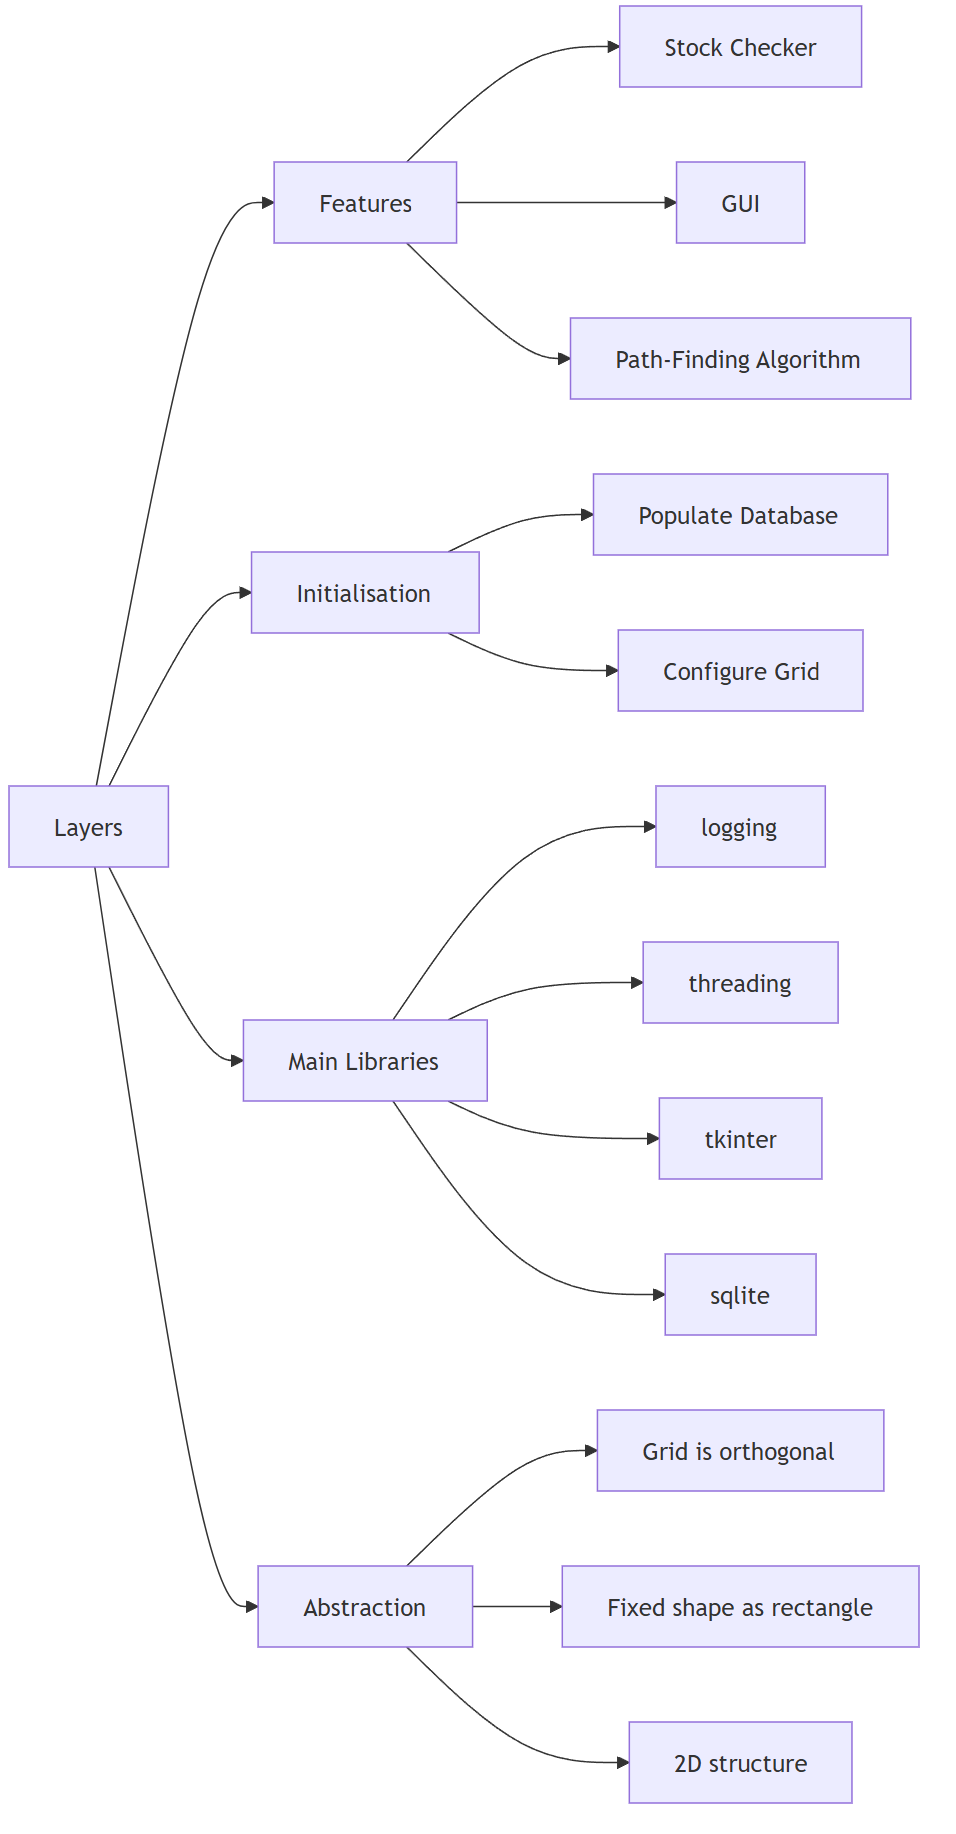 Stock Checker
Features
GUI
Path-Finding Algorithm
Populate Database
Initialisation
Configure Grid
Layers
logging
threading
Main Libraries
tkinter
sqlite
Grid is orthogonal
Abstraction
Fixed shape as rectangle
2D structure